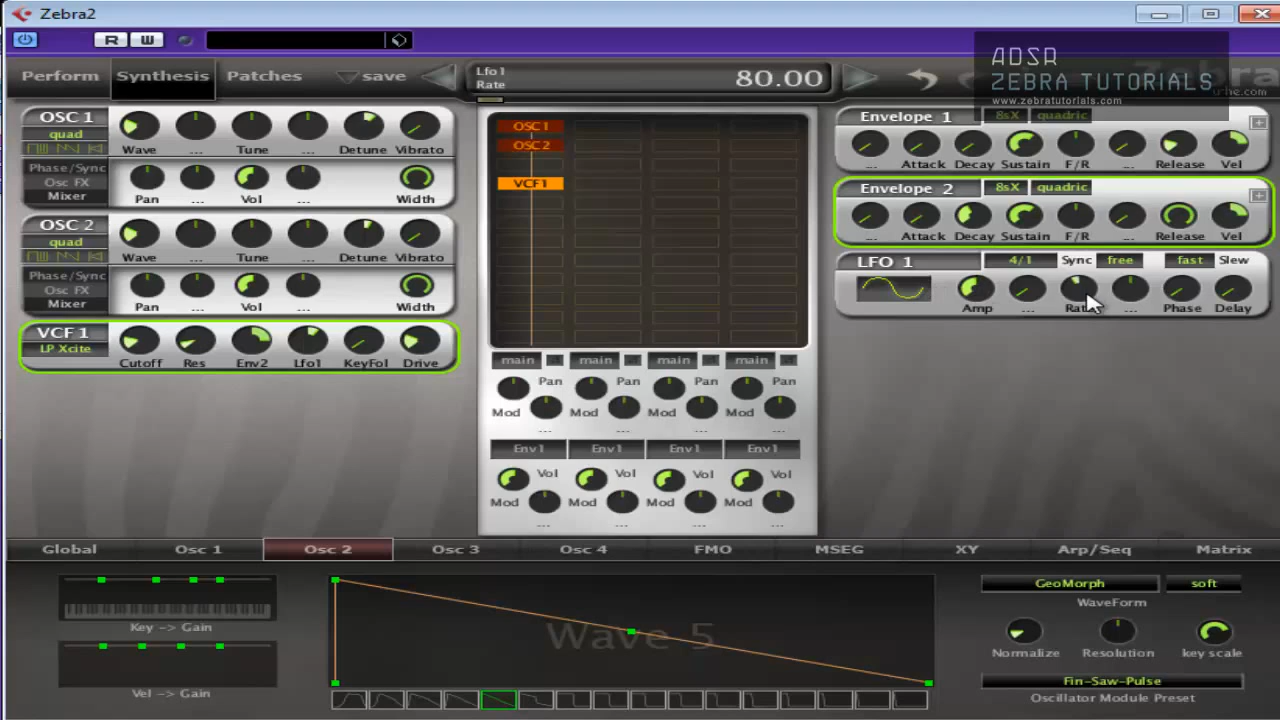 Zebra2
R W
ADSR
ZEBRA TUTORIALS
www.zebratutorials.com
Perform Synthesis Patches save
Lfo1
Rate
80.00
OSC 1
quad
Wave ... Tune ... Detune Vibrato
Phase/Sync
Osc FX
Mixer
Pan ... Vol ... Width
OSC 2
quad
Wave ... Tune ... Detune Vibrato
Phase/Sync
Osc FX
Mixer
Pan ... Vol ... Width
VCF 1
LP Xcite
Cutoff Res Env2 Lfo1 KeyFol Drive
OSC 1
OSC 2
VCF1
main main main main
Pan Pan Pan Pan
Mod Mod Mod Mod
... ... ... ...
Env1 Env1 Env1 Env1
Vol Vol Vol Vol
Mod Mod Mod Mod
... ... ... ...
Envelope 1 8sX quadric
... Attack Decay Sustain F/R ... Release Vel
Envelope 2 8sX quadric
... Attack Decay Sustain F/R ... Release Vel
LFO 1 4/1 Sync free fast Slew
Amp ... Rate ... Phase Delay
Global Osc 1 Osc 2 Osc 3 Osc 4 FMO MSEG XY Arp/Seq Matrix
Key -> Gain
Vel -> Gain
Wave 5
GeoMorph soft
WaveForm
Normalize Resolution key scale
Fin-Saw-Pulse
Oscillator Module Preset